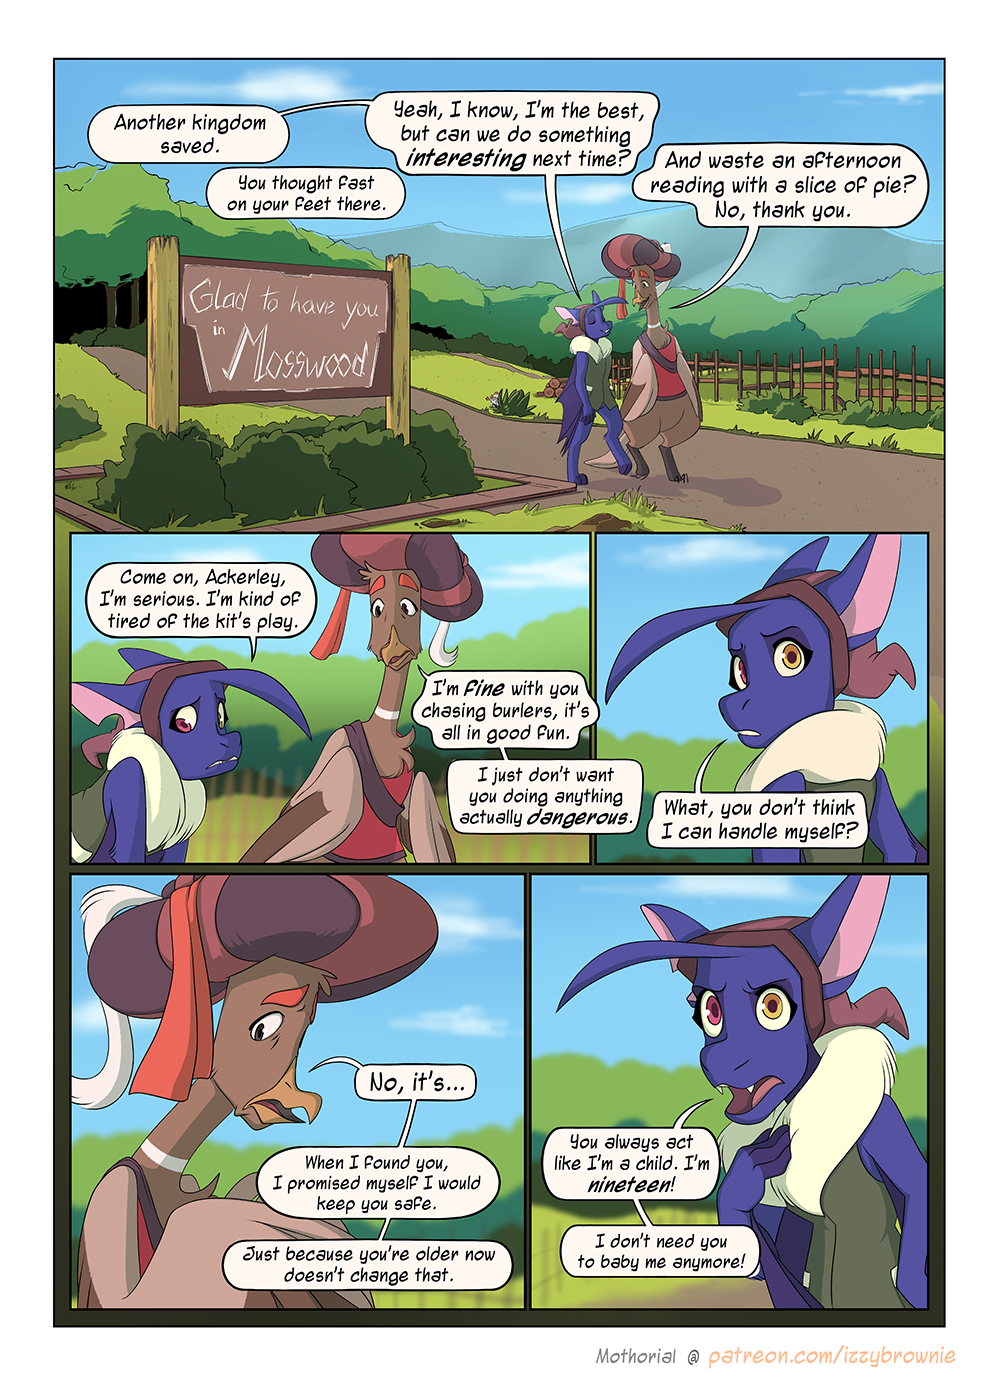 Another kingdom
saved.
You thought fast
on your feet there.
Yeah, I know, I'm the best,
but can we do something
interesting next time?
And waste an afternoon
reading with a slice of pie?
No, thank you.
Glad to have you
in
Mosswood
Come on, Ackerley,
I'm serious. I'm kind of
tired of the kit's play.
I'm fine with you
chasing burlers, it's
all in good fun.
I just don't want
you doing anything
actually dangerous.
What, you don't think
I can handle myself?
No, it's...
When I found you,
I promised myself I would
keep you safe.
Just because you're older now
doesn't change that.
You always act
like I'm a child. I'm
nineteen!
I don't need you
to baby me anymore!
Mothorial @ patreon.com/izzybrownie